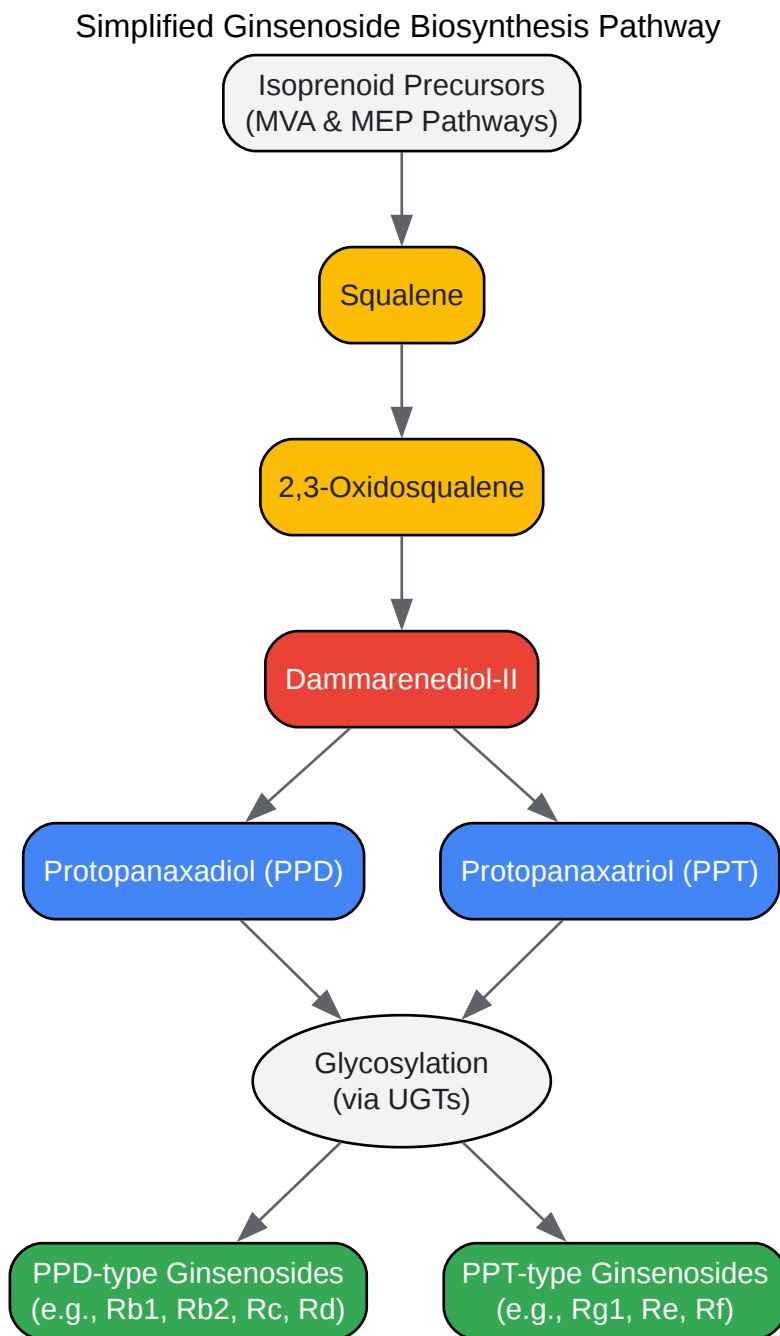 Simplified Ginsenoside Biosynthesis Pathway
Isoprenoid Precursors
(MVA & MEP Pathways)
Squalene
2,3-Oxidosqualene
Dammarenediol-II
Protopanaxadiol (PPD)
Protopanaxatriol (PPT)
Glycosylation
(via UGTs)
PPD-type Ginsenosides
(e.g., Rb1, Rb2, Rc, Rd)
PPT-type Ginsenosides
(e.g., Rg1, Re, Rf)